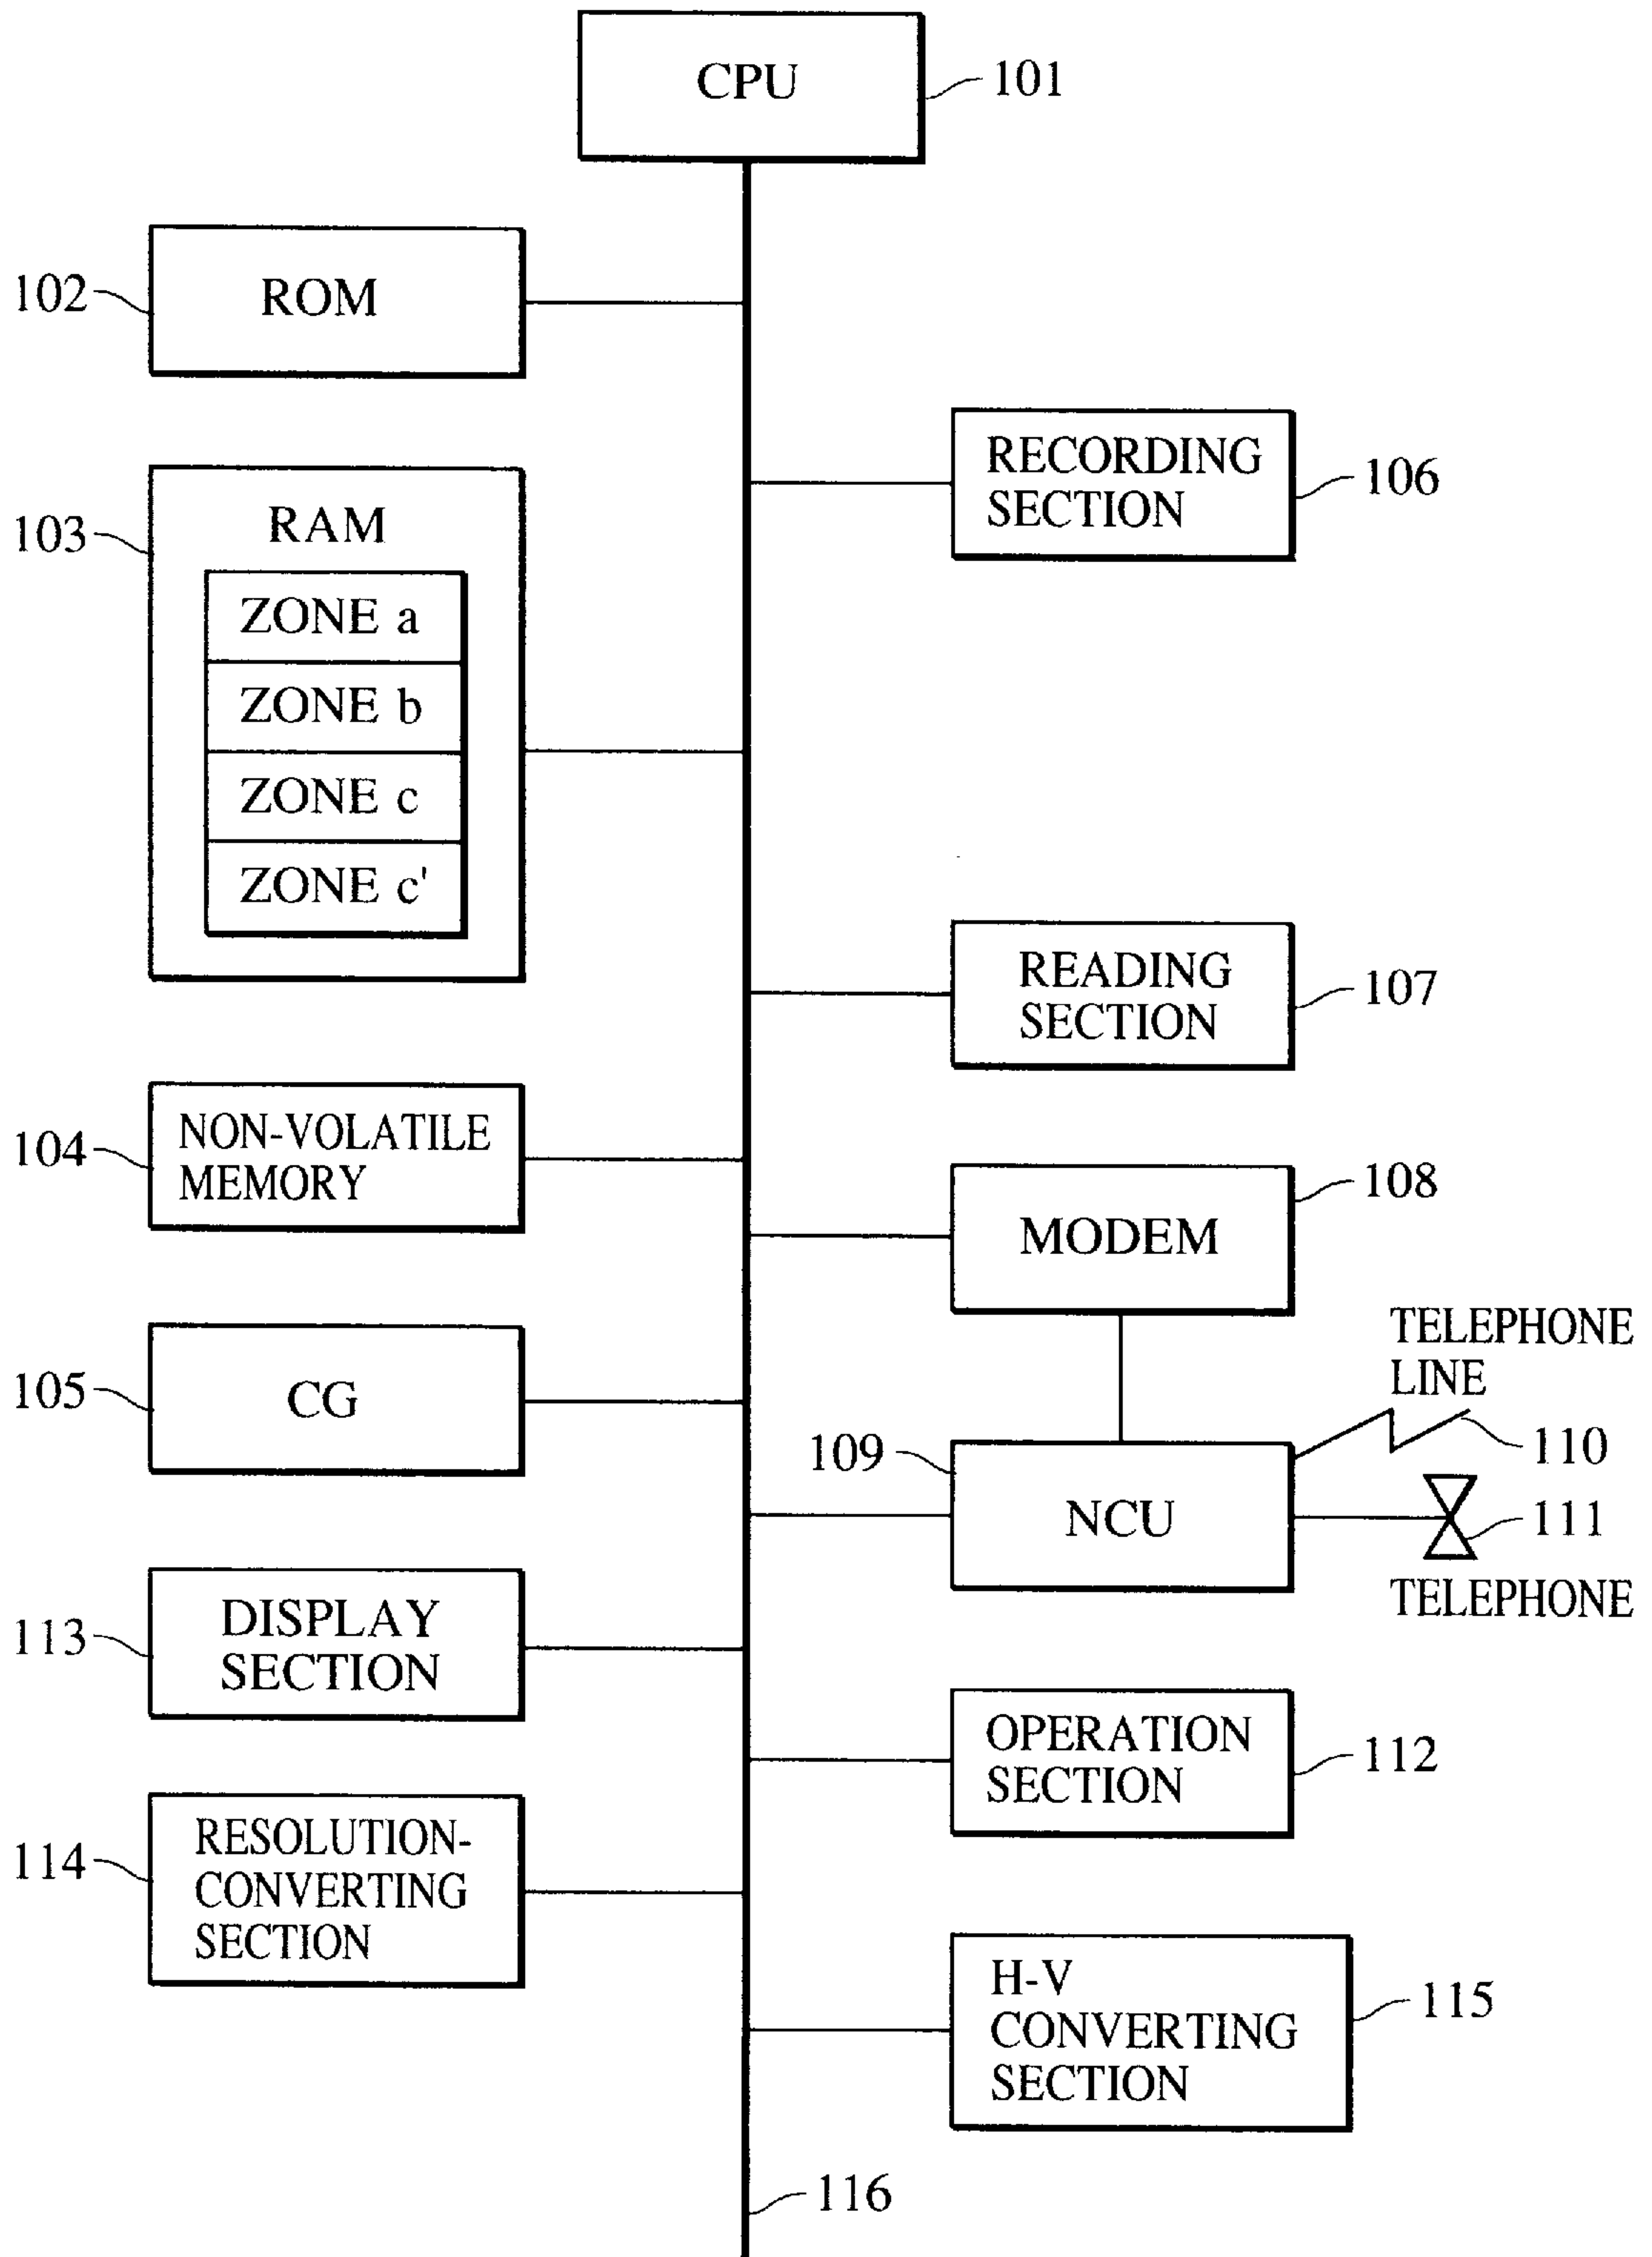 CPU
101
102
ROM
RECORDING
SECTION
106
103
RAM
ZONE a
ZONE b
ZONE c
ZONE c'
READING
SECTION
107
104
NON-VOLATILE
MEMORY
MODEM
108
105
CG
TELEPHONE
LINE
110
109
NCU
111
TELEPHONE
113
DISPLAY
SECTION
OPERATION
SECTION
112
114
RESOLUTION-
CONVERTING
SECTION
H-V
CONVERTING
SECTION
115
116